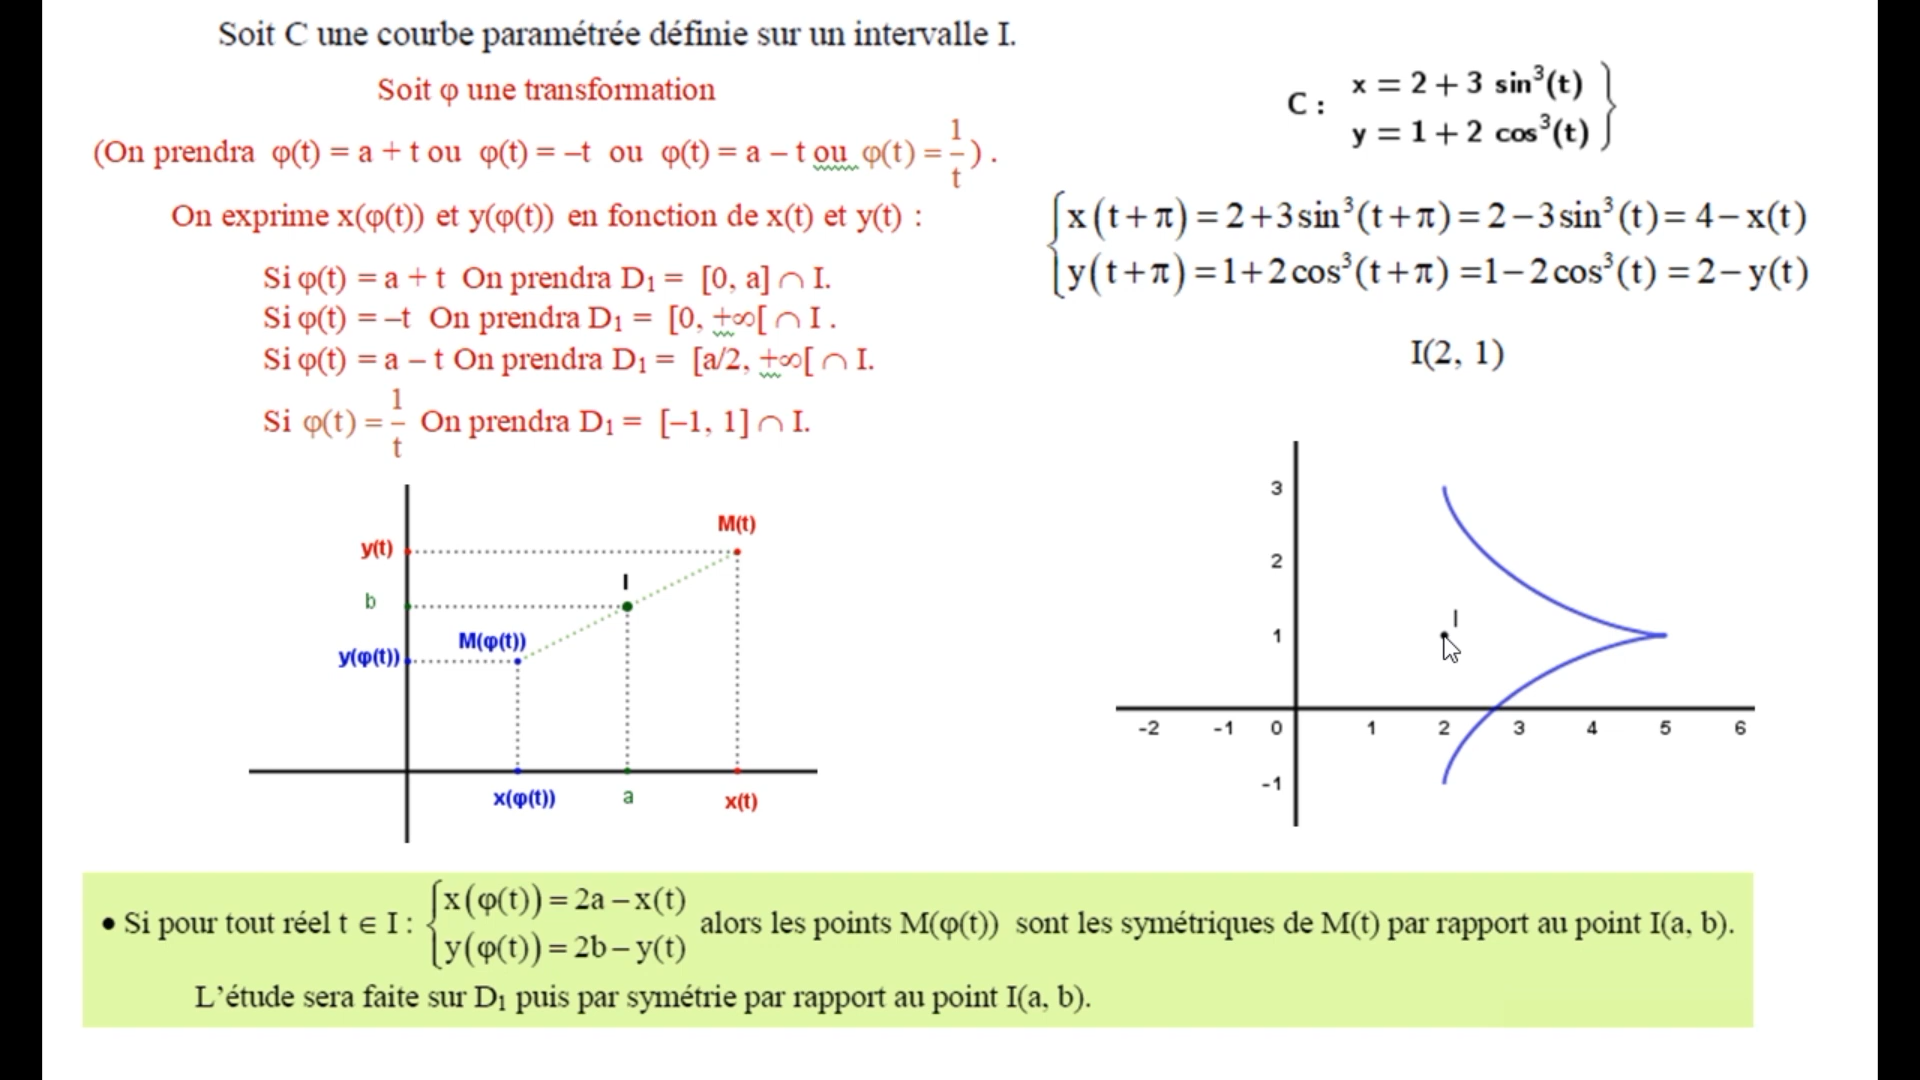 Soit C une courbe paramétrée définie sur un intervalle I.
Soit φ une transformation
(On prendra φ(t) = a + t ou φ(t) = –t ou φ(t) = a – t ou φ(t) = 1/t ) .
On exprime x(φ(t)) et y(φ(t)) en fonction de x(t) et y(t) :
Si φ(t) = a + t On prendra D₁ = [0, a] ∩ I.
Si φ(t) = –t On prendra D₁ = [0, +∞[ ∩ I .
Si φ(t) = a – t On prendra D₁ = [a/2, +∞[ ∩ I.
Si φ(t) = 1/t On prendra D₁ = [–1, 1] ∩ I.
C : x = 2 + 3 sin³(t)
y = 1 + 2 cos³(t)
x(t+π) = 2+3sin³(t+π) = 2−3sin³(t) = 4−x(t)
y(t+π) = 1+2cos³(t+π) = 1−2cos³(t) = 2−y(t)
I(2, 1)
M(t)
y(t)
I
b
M(φ(t))
y(φ(t))
x(φ(t))
a
x(t)
3
2
I
1
-2 -1 0 1 2 3 4 5 6
-1
• Si pour tout réel t ∈ I : x(φ(t)) = 2a − x(t)
y(φ(t)) = 2b − y(t)
alors les points M(φ(t)) sont les symétriques de M(t) par rapport au point I(a, b).
L’étude sera faite sur D₁ puis par symétrie par rapport au point I(a, b).